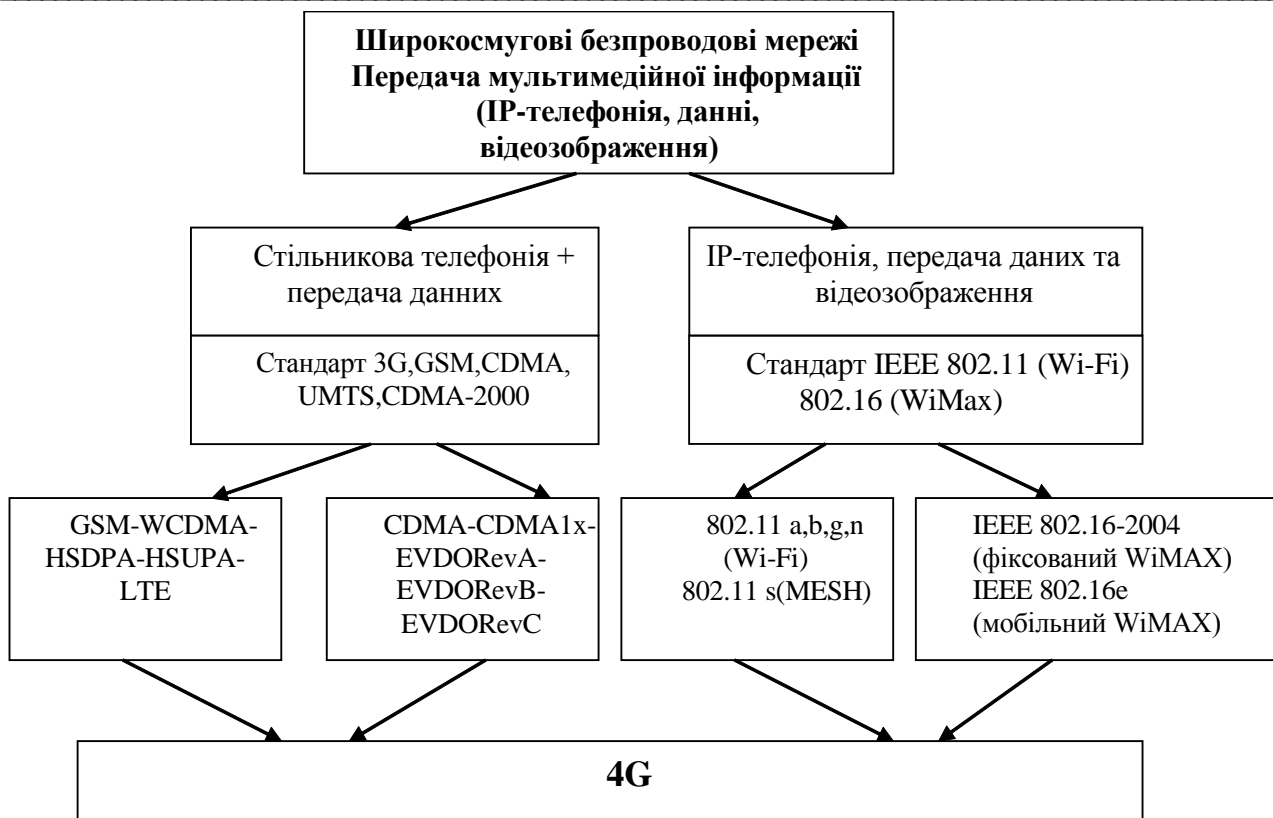 Широкосмугові безпроводові мережі
Передача мультимедійної інформації
(IP-телефонія, данні,
відеозображення)
Стільникова телефонія +
передача данних
IP-телефонія, передача даних та
відеозображення
Стандарт 3G,GSM,CDMA,
UMTS,CDMA-2000
Стандарт IEEE 802.11 (Wi-Fi)
802.16 (WiMax)
GSM-WCDMA-
HSDPA-HSUPA-
LTE
CDMA-CDMA1x-
EVDORevA-
EVDORevB-
EVDORevC
802.11 a,b,g,n
(Wi-Fi)
802.11 s(MESH)
IEEE 802.16-2004
(фіксований WiMAX)
IEEE 802.16e
(мобільний WiMAX)
4G